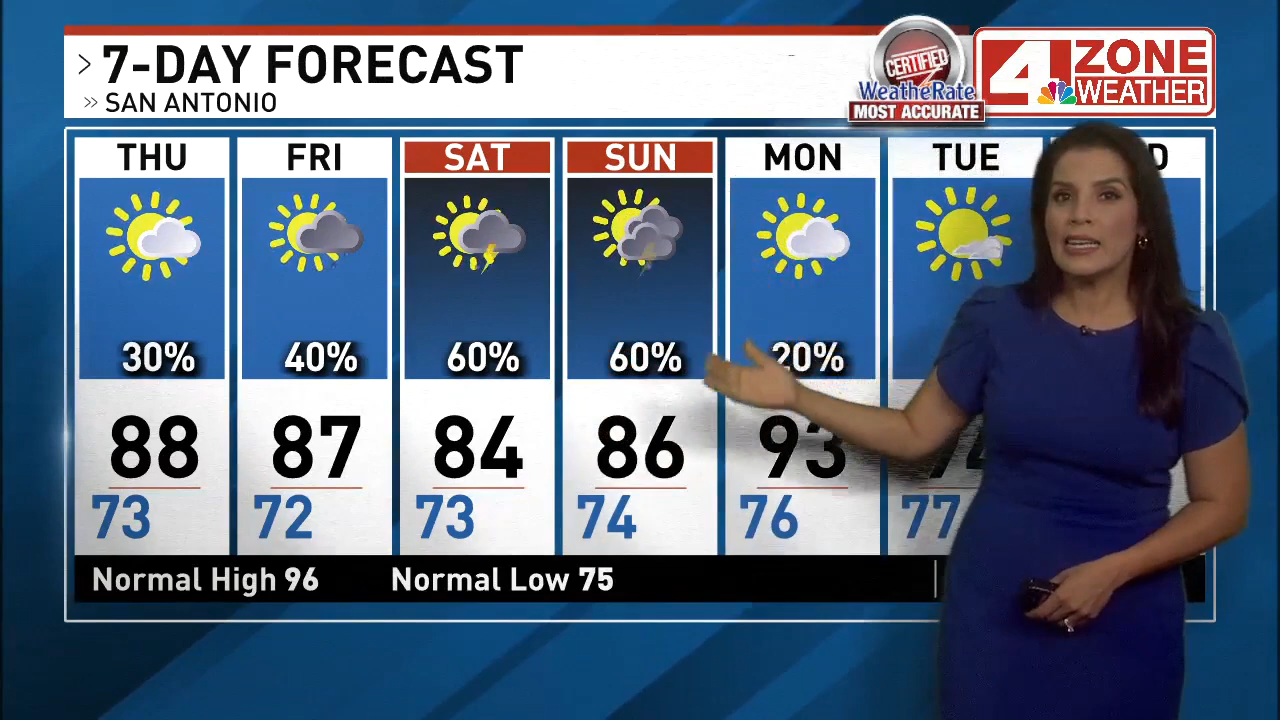 7-DAY FORECAST
SAN ANTONIO
CERTIFIED
WeatheRate
MOST ACCURATE
4 ZONE
WEATHER
THU FRI SAT SUN MON TUE
30% 40% 60% 60% 20%
88 87 84 86 93
73 72 73 74 76 77
Normal High 96 Normal Low 75